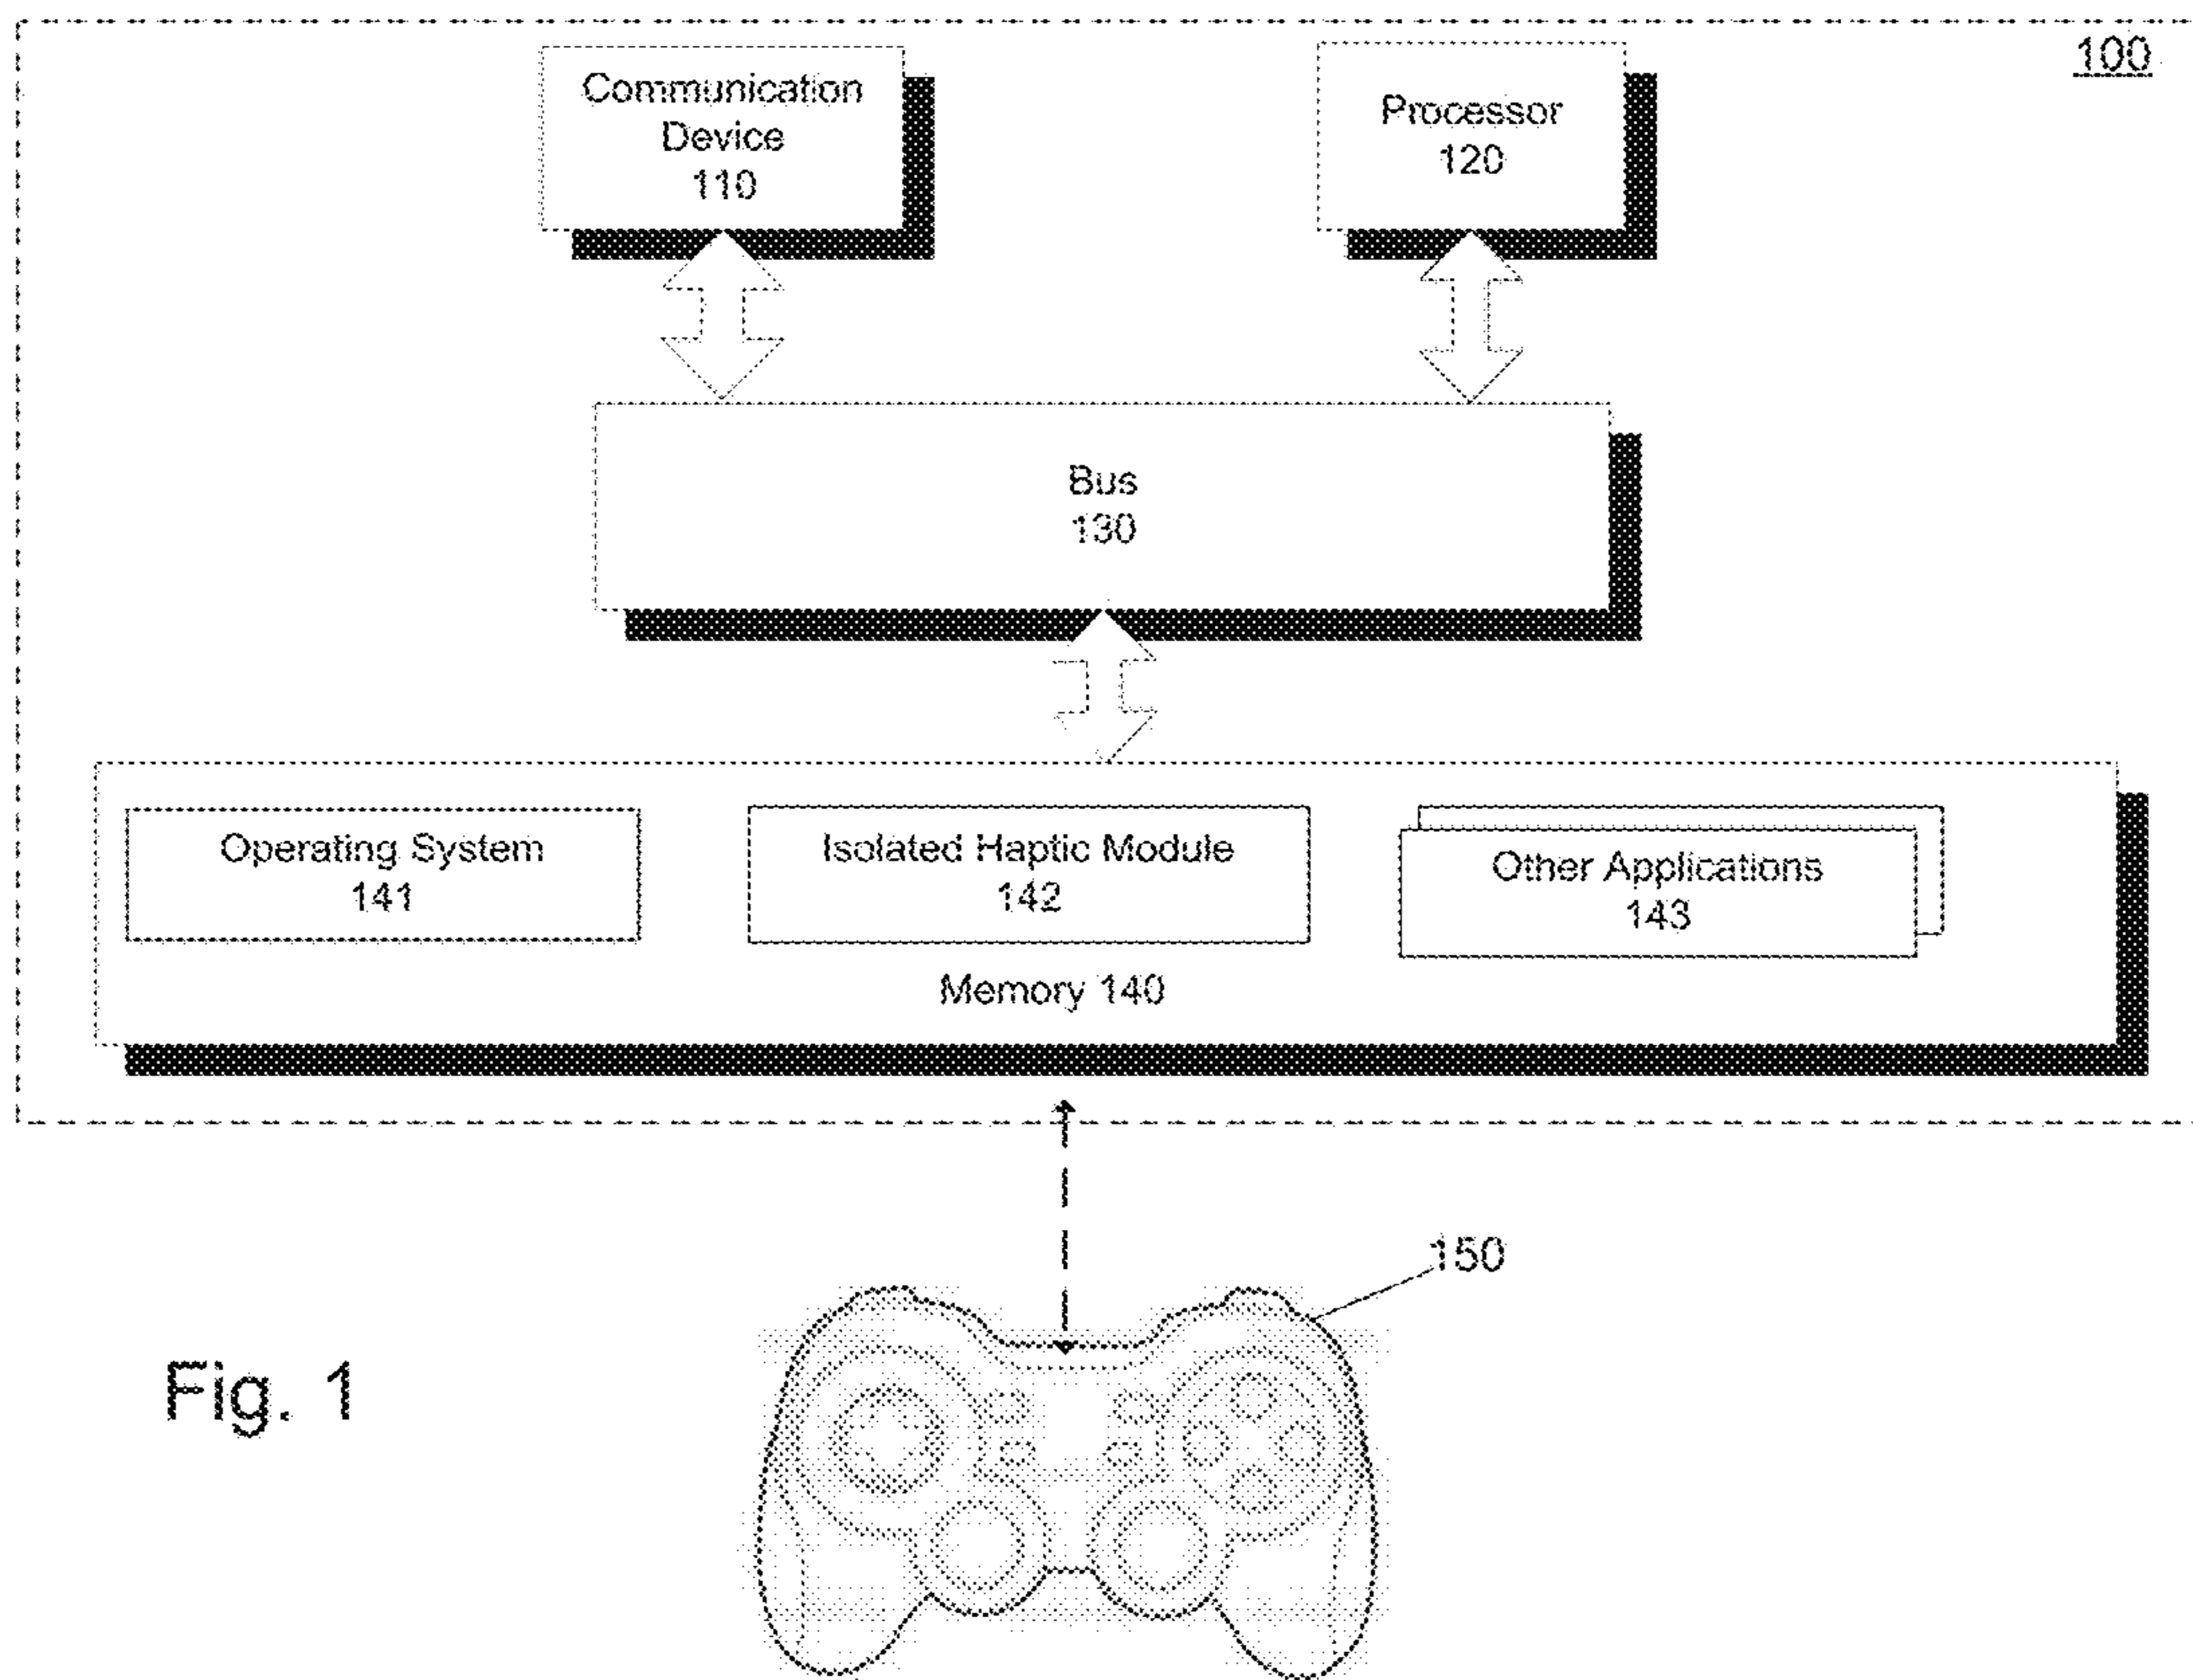 100
Communication
Device
110
Processor
120
Bus
130
Operating System
141
Isolated Haptic Module
142
Other Applications
143
Memory 140
150
Fig. 1